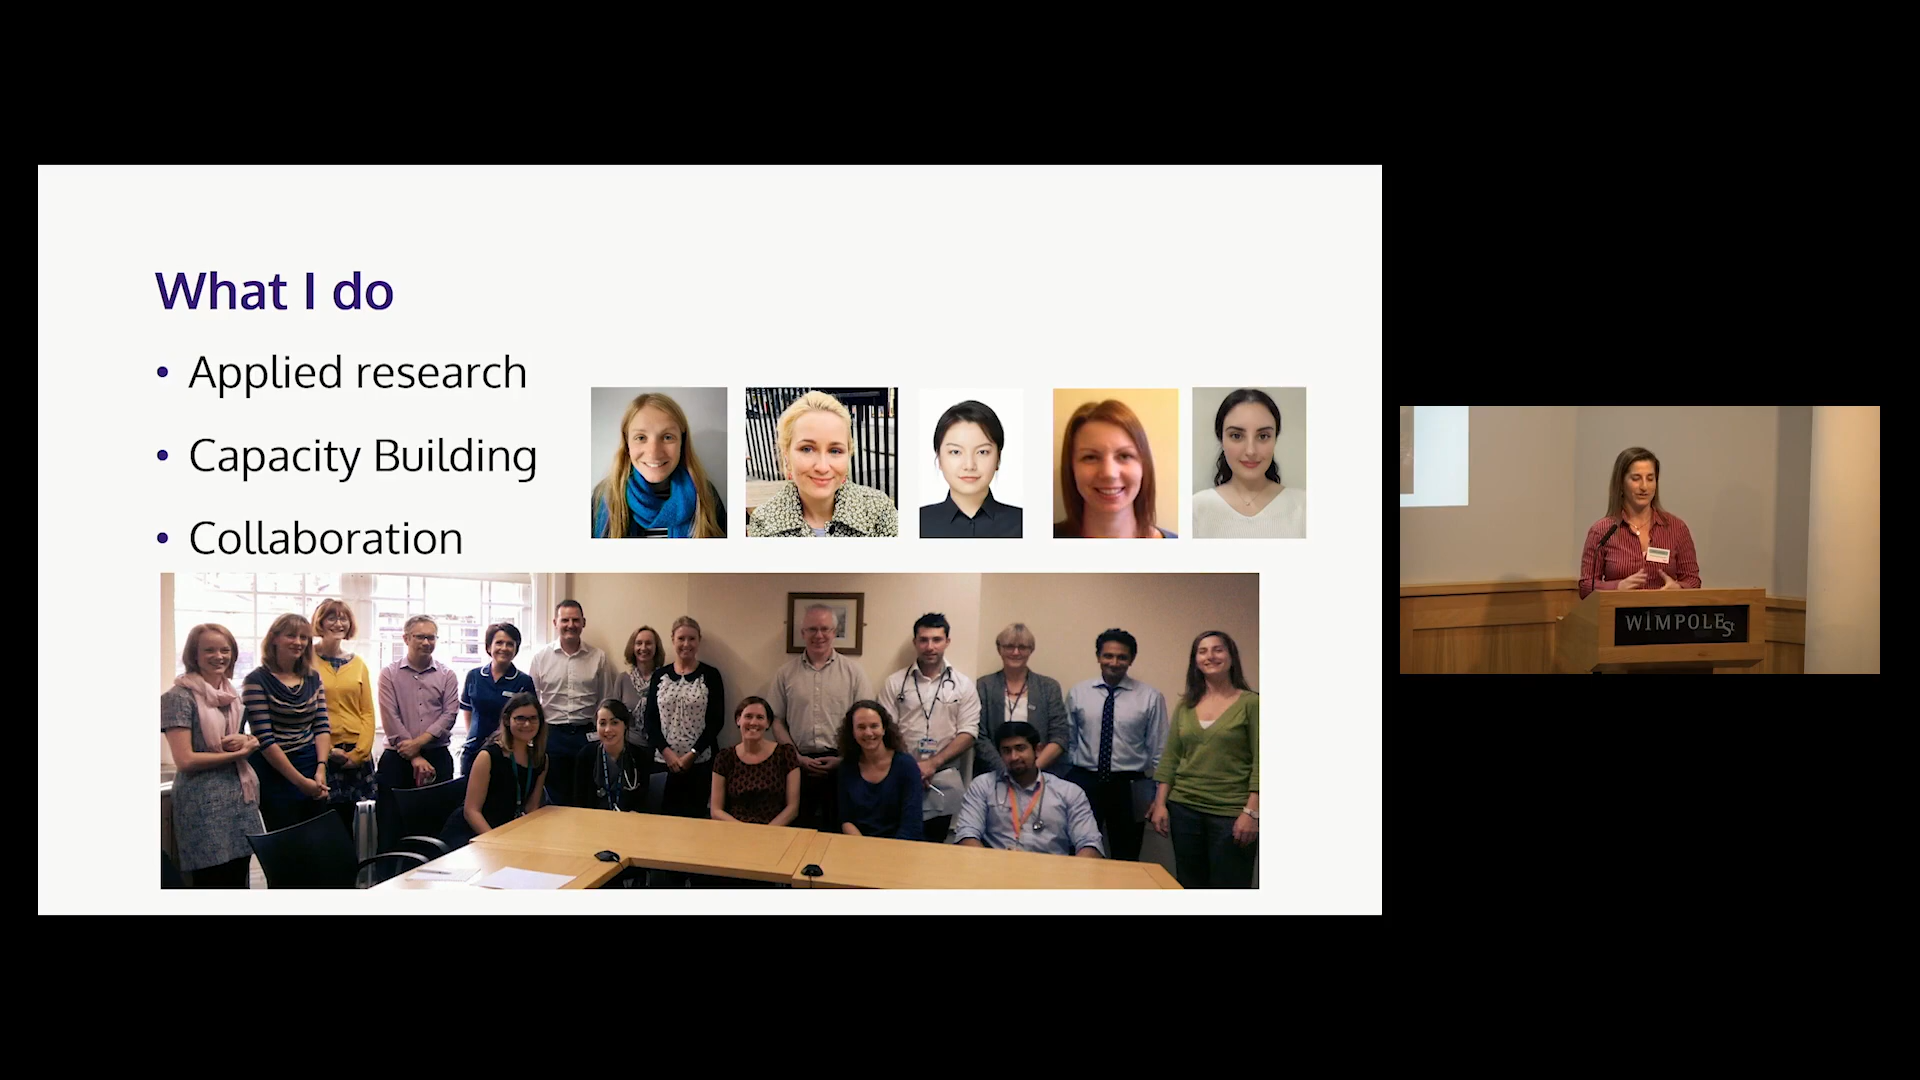 What I do
• Applied research
• Capacity Building
• Collaboration
WIMPOLE St